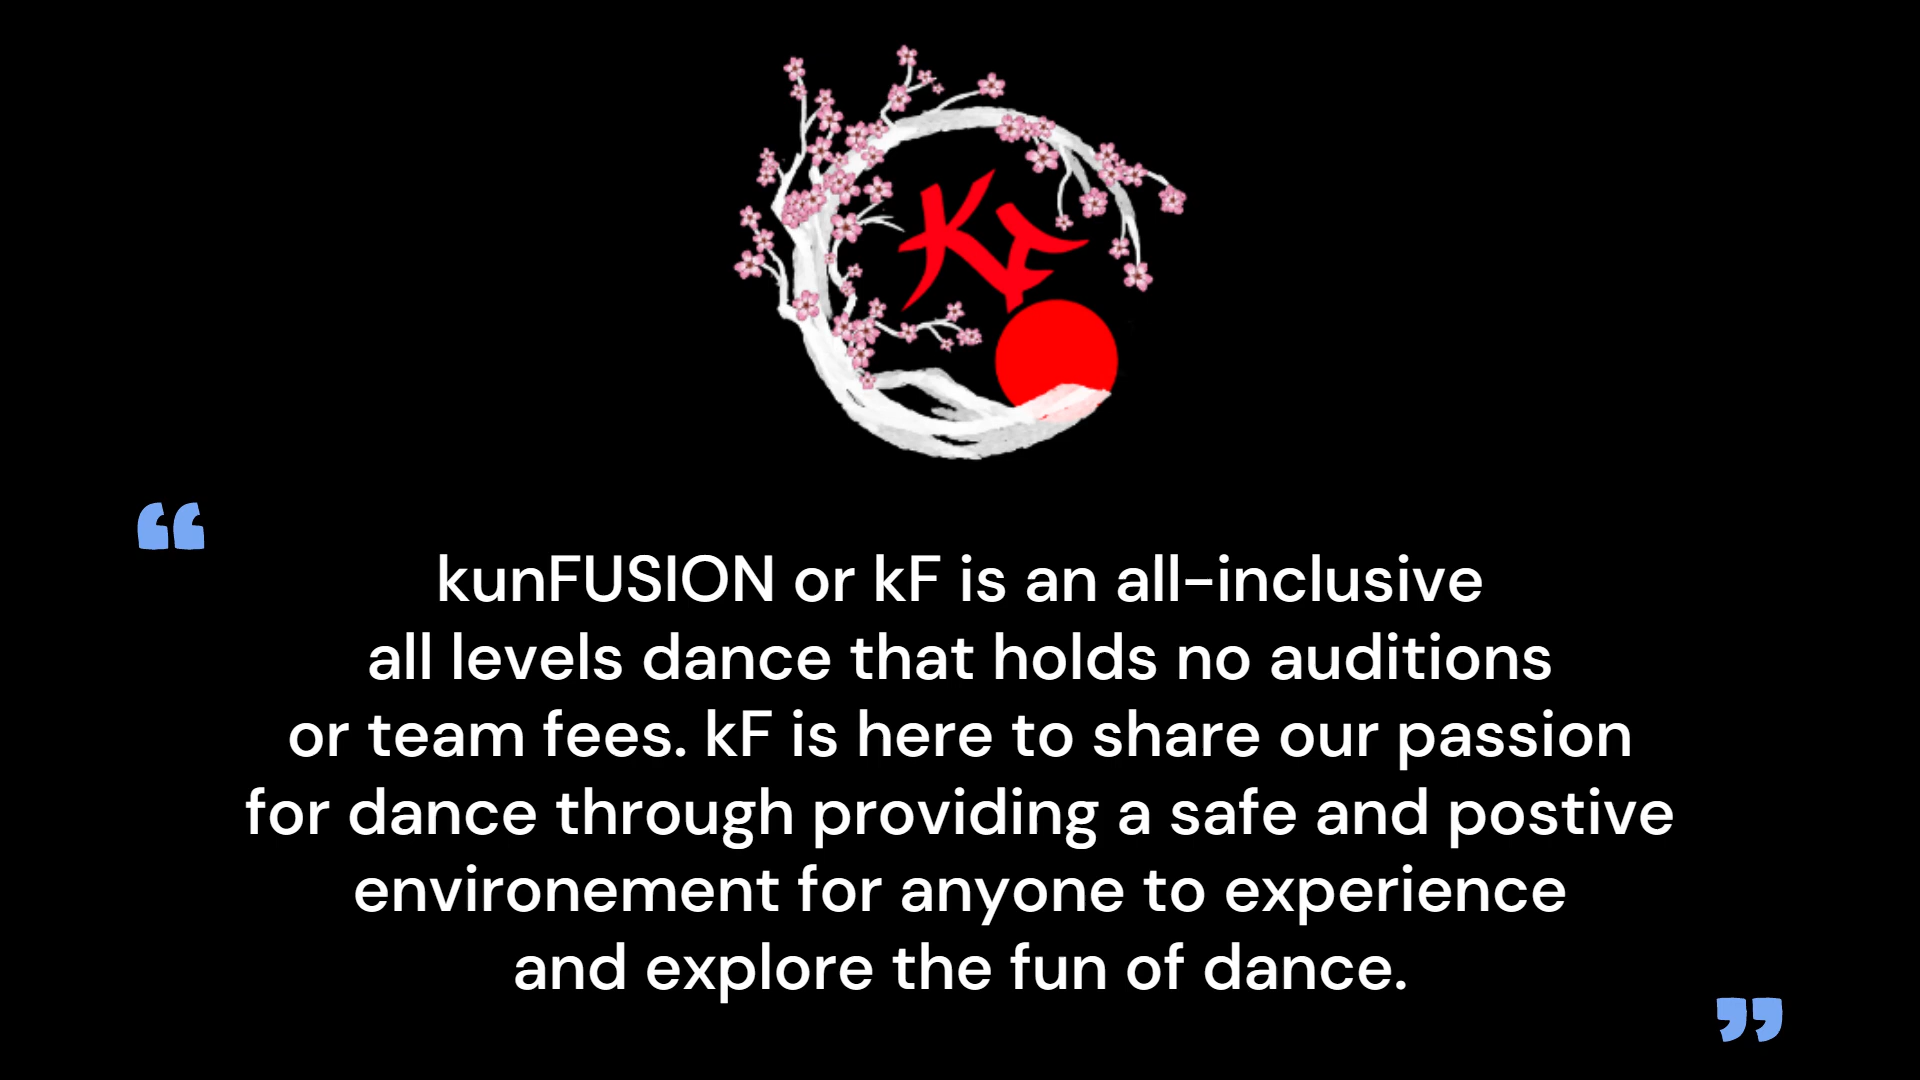 KF
“
kunFUSION or kF is an all-inclusive
all levels dance that holds no auditions
or team fees. kF is here to share our passion
for dance through providing a safe and postive
environement for anyone to experience
and explore the fun of dance.
”